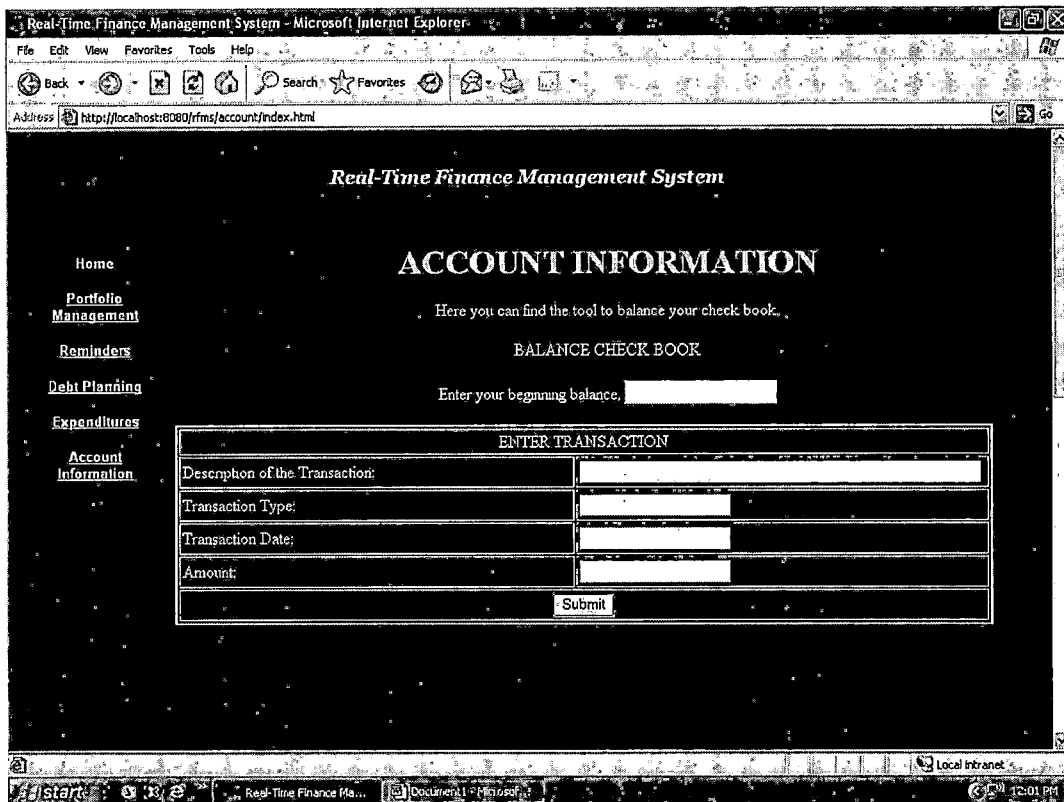 Real-Time Finance Management System - Microsoft Internet Explorer
File Edit View Favorites Tools Help
Back Search Favorites
Address http://localhost:8080/rfms/account/index.html Go
Real-Time Finance Management System
Home
Portfolio
Management
Reminders
Debt Planning
Expenditures
Account
Information
ACCOUNT INFORMATION
Here you can find the tool to balance your check book.
BALANCE CHECK BOOK
Enter your beginning balance,
ENTER TRANSACTION
Description of the Transaction:
Transaction Type:
Transaction Date:
Amount:
Submit
Local intranet
start Real-Time Finance Ma... Document1 - Microsof... 12:01 PM